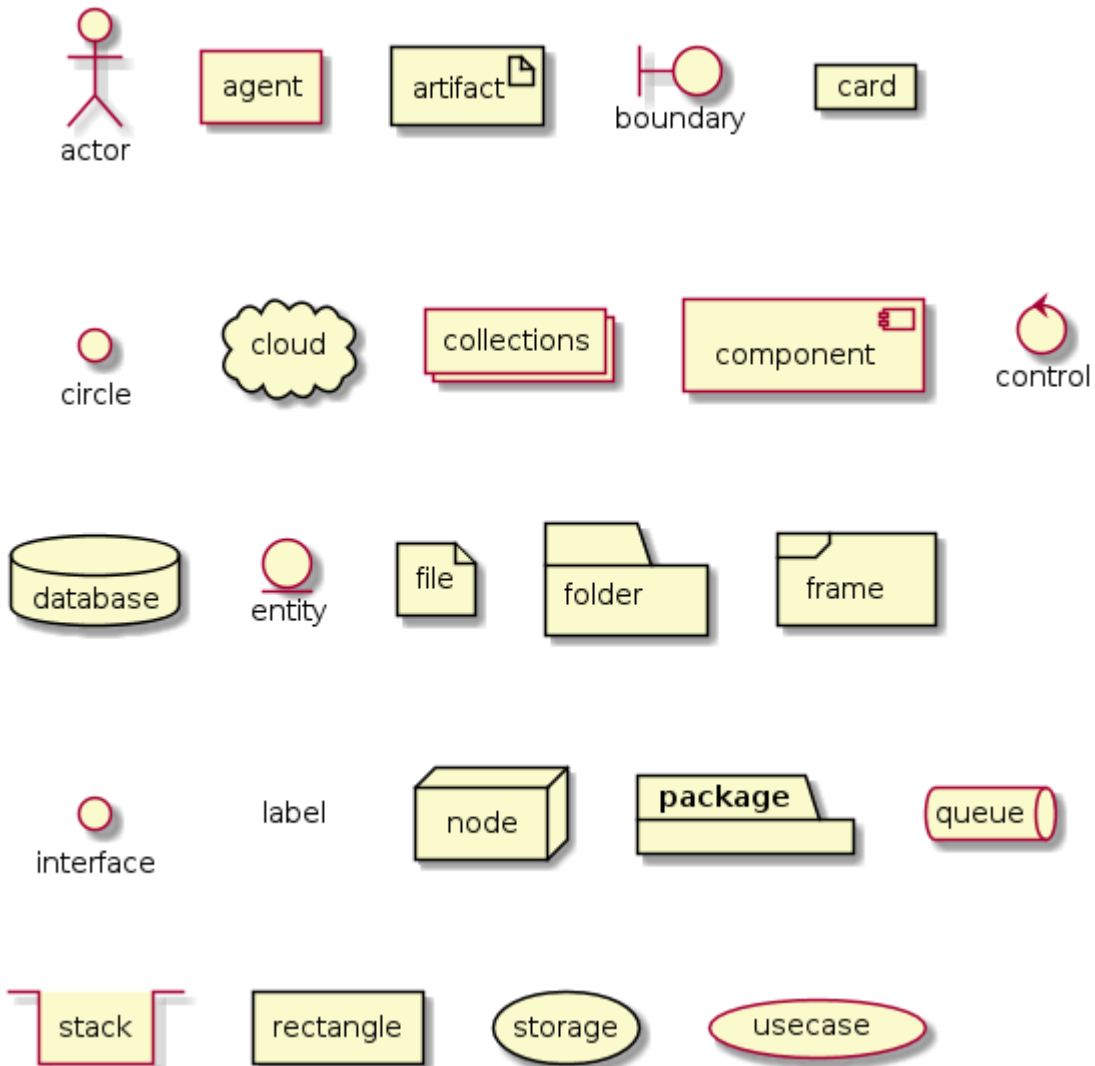 actor
agent
artifact
boundary
card
circle
cloud
collections
component
control
database
entity
file
folder
frame
interface
label
node
package
queue
stack
rectangle
storage
usecase